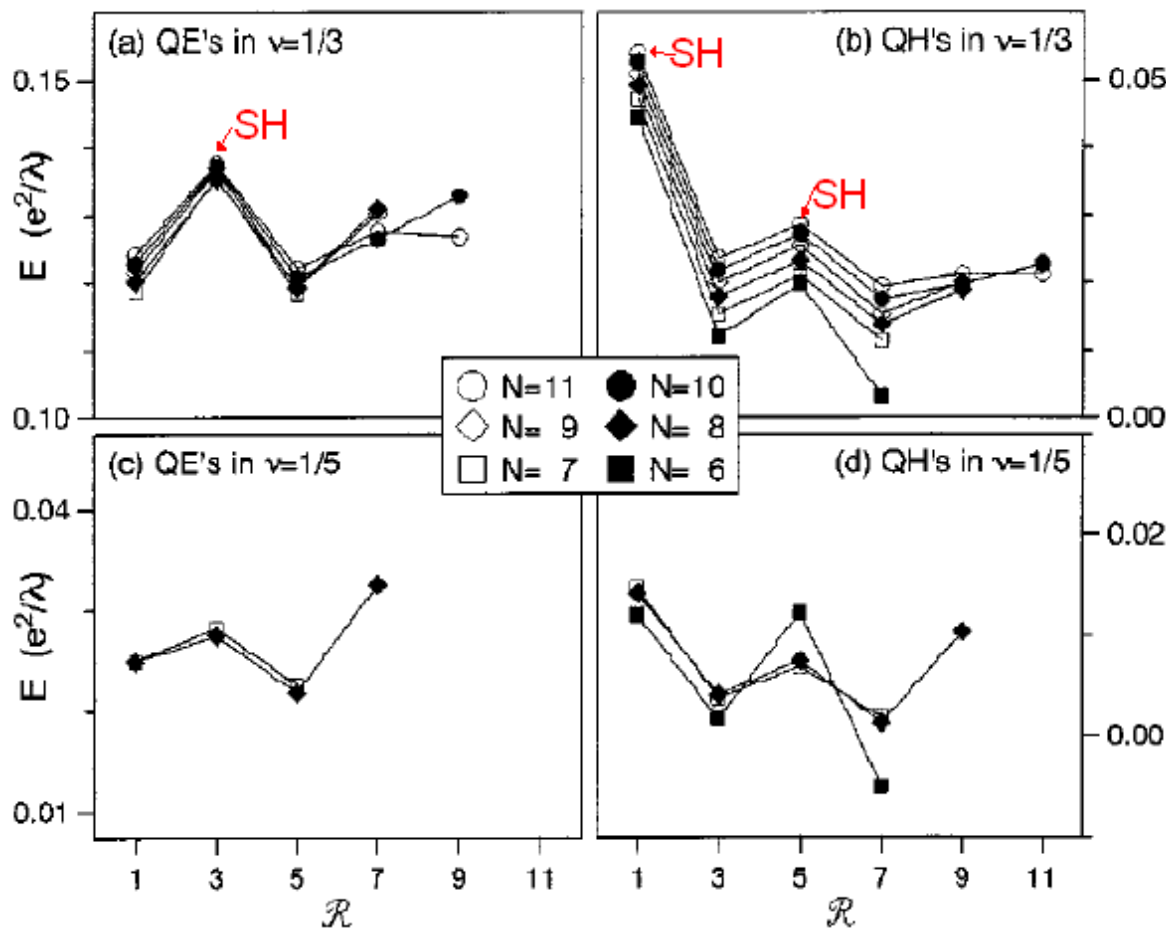 (a) QE's in ν=1/3
(b) QH's in ν=1/3
SH
SH
SH
0.15
0.10
E (e²/λ)
0.05
0.00
N=11
N=10
N= 9
N= 8
N= 7
N= 6
(c) QE's in ν=1/5
(d) QH's in ν=1/5
0.04
0.01
E (e²/λ)
0.02
0.00
1 3 5 7 9 11
1 3 5 7 9 11
ℛ
ℛ